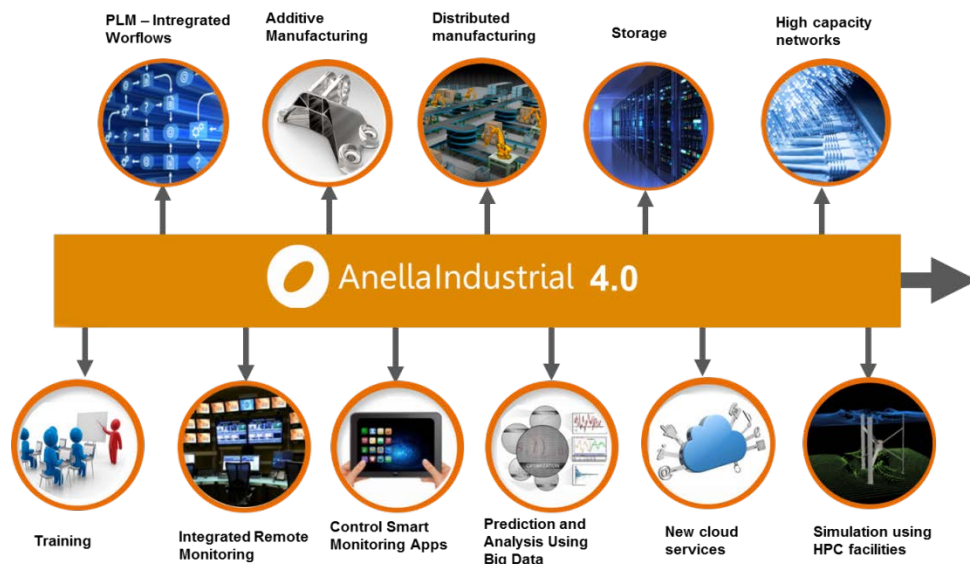 PLM – Intregrated
Worflows
Additive
Manufacturing
Distributed
manufacturing
Storage
High capacity
networks
AnellaIndustrial 4.0
Training
Integrated Remote
Monitoring
Control Smart
Monitoring Apps
Prediction and
Analysis Using
Big Data
New cloud
services
Simulation using
HPC facilities